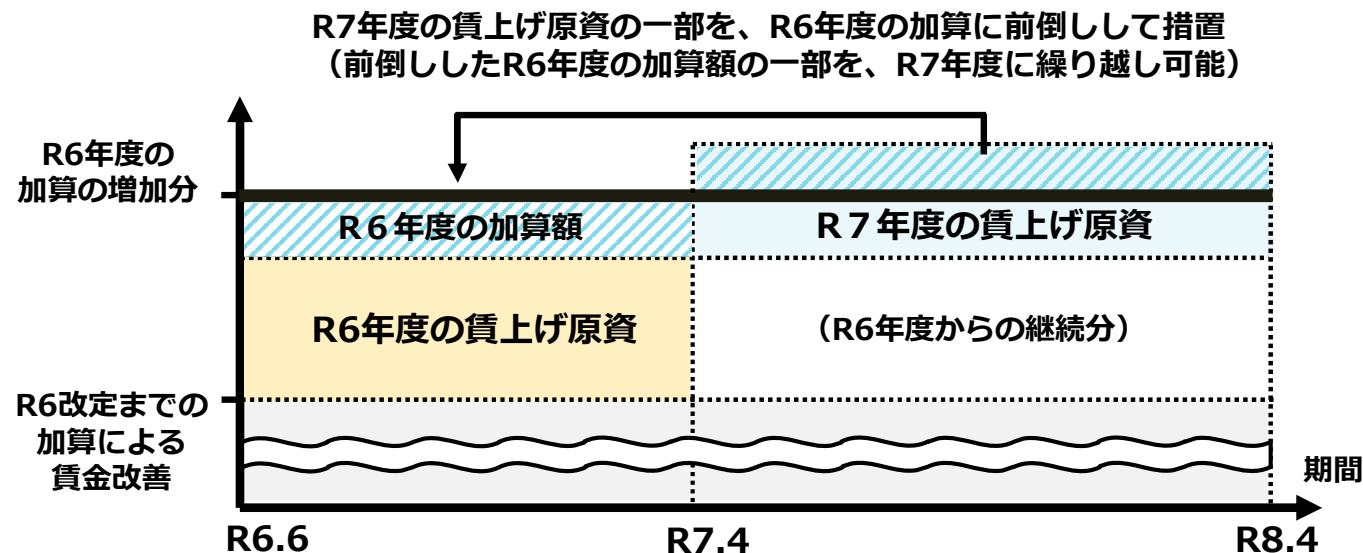 R7年度の賃上げ原資の一部を、R6年度の加算に前倒しして措置
（前倒ししたR6年度の加算額の一部を、R7年度に繰り越し可能）
R6年度の
加算の増加分
R６年度の加算額
R７年度の賃上げ原資
R6年度の賃上げ原資
（R6年度からの継続分）
R6改定までの
加算による
賃金改善
期間
R6.6
R7.4
R8.4